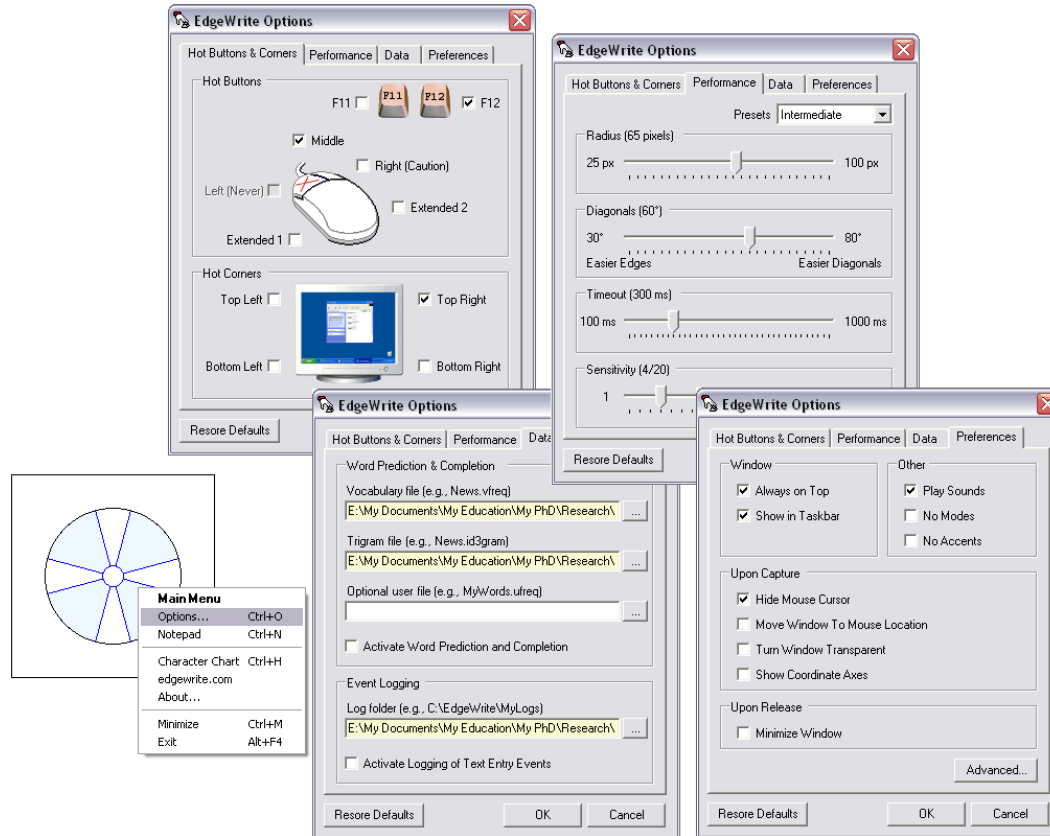 EdgeWrite Options
Hot Buttons & Corners Performance Data Preferences
Hot Buttons
F11 F11 F12 F12
Middle
Right (Caution)
Left (Never)
Extended 2
Extended 1
Hot Corners
Top Left Top Right
Bottom Left Bottom Right
Resore Defaults
EdgeWrite Options
Hot Buttons & Corners Performance Data Preferences
Presets Intermediate
Radius (65 pixels)
25 px 100 px
Diagonals (60°)
30° 80°
Easier Edges Easier Diagonals
Timeout (300 ms)
100 ms 1000 ms
Sensitivity (4/20)
1
Resore Defaults
EdgeWrite Options
Hot Buttons & Corners Performance Data
Word Prediction & Completion
Vocabulary file (e.g., News.vfreq)
E:\My Documents\My Education\My PhD\Research\ ...
Trigram file (e.g., News.id3gram)
E:\My Documents\My Education\My PhD\Research\ ...
Optional user file (e.g., MyWords.ufreq)
...
Activate Word Prediction and Completion
Event Logging
Log folder (e.g., C:\EdgeWrite\MyLogs)
E:\My Documents\My Education\My PhD\Research\ ...
Activate Logging of Text Entry Events
Resore Defaults OK Cancel
EdgeWrite Options
Hot Buttons & Corners Performance Data Preferences
Window
Always on Top
Show in Taskbar
Other
Play Sounds
No Modes
No Accents
Upon Capture
Hide Mouse Cursor
Move Window To Mouse Location
Turn Window Transparent
Show Coordinate Axes
Upon Release
Minimize Window
Advanced...
Resore Defaults OK Cancel
Main Menu
Options... Ctrl+O
Notepad Ctrl+N
Character Chart Ctrl+H
edgewrite.com
About...
Minimize Ctrl+M
Exit Alt+F4